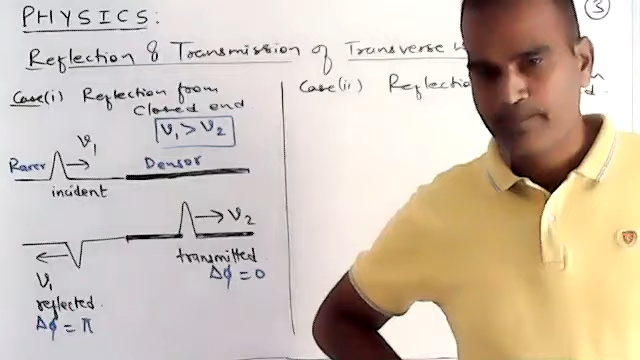 PHYSICS:
3
Reflection & Transmission of Transverse
Case(i) Reflection from
closed end
V1 > V2
V1
Rarer
Denser
incident
V2
transmitted
Δϕ = 0
V1
reflected
Δϕ = π
Case(ii)